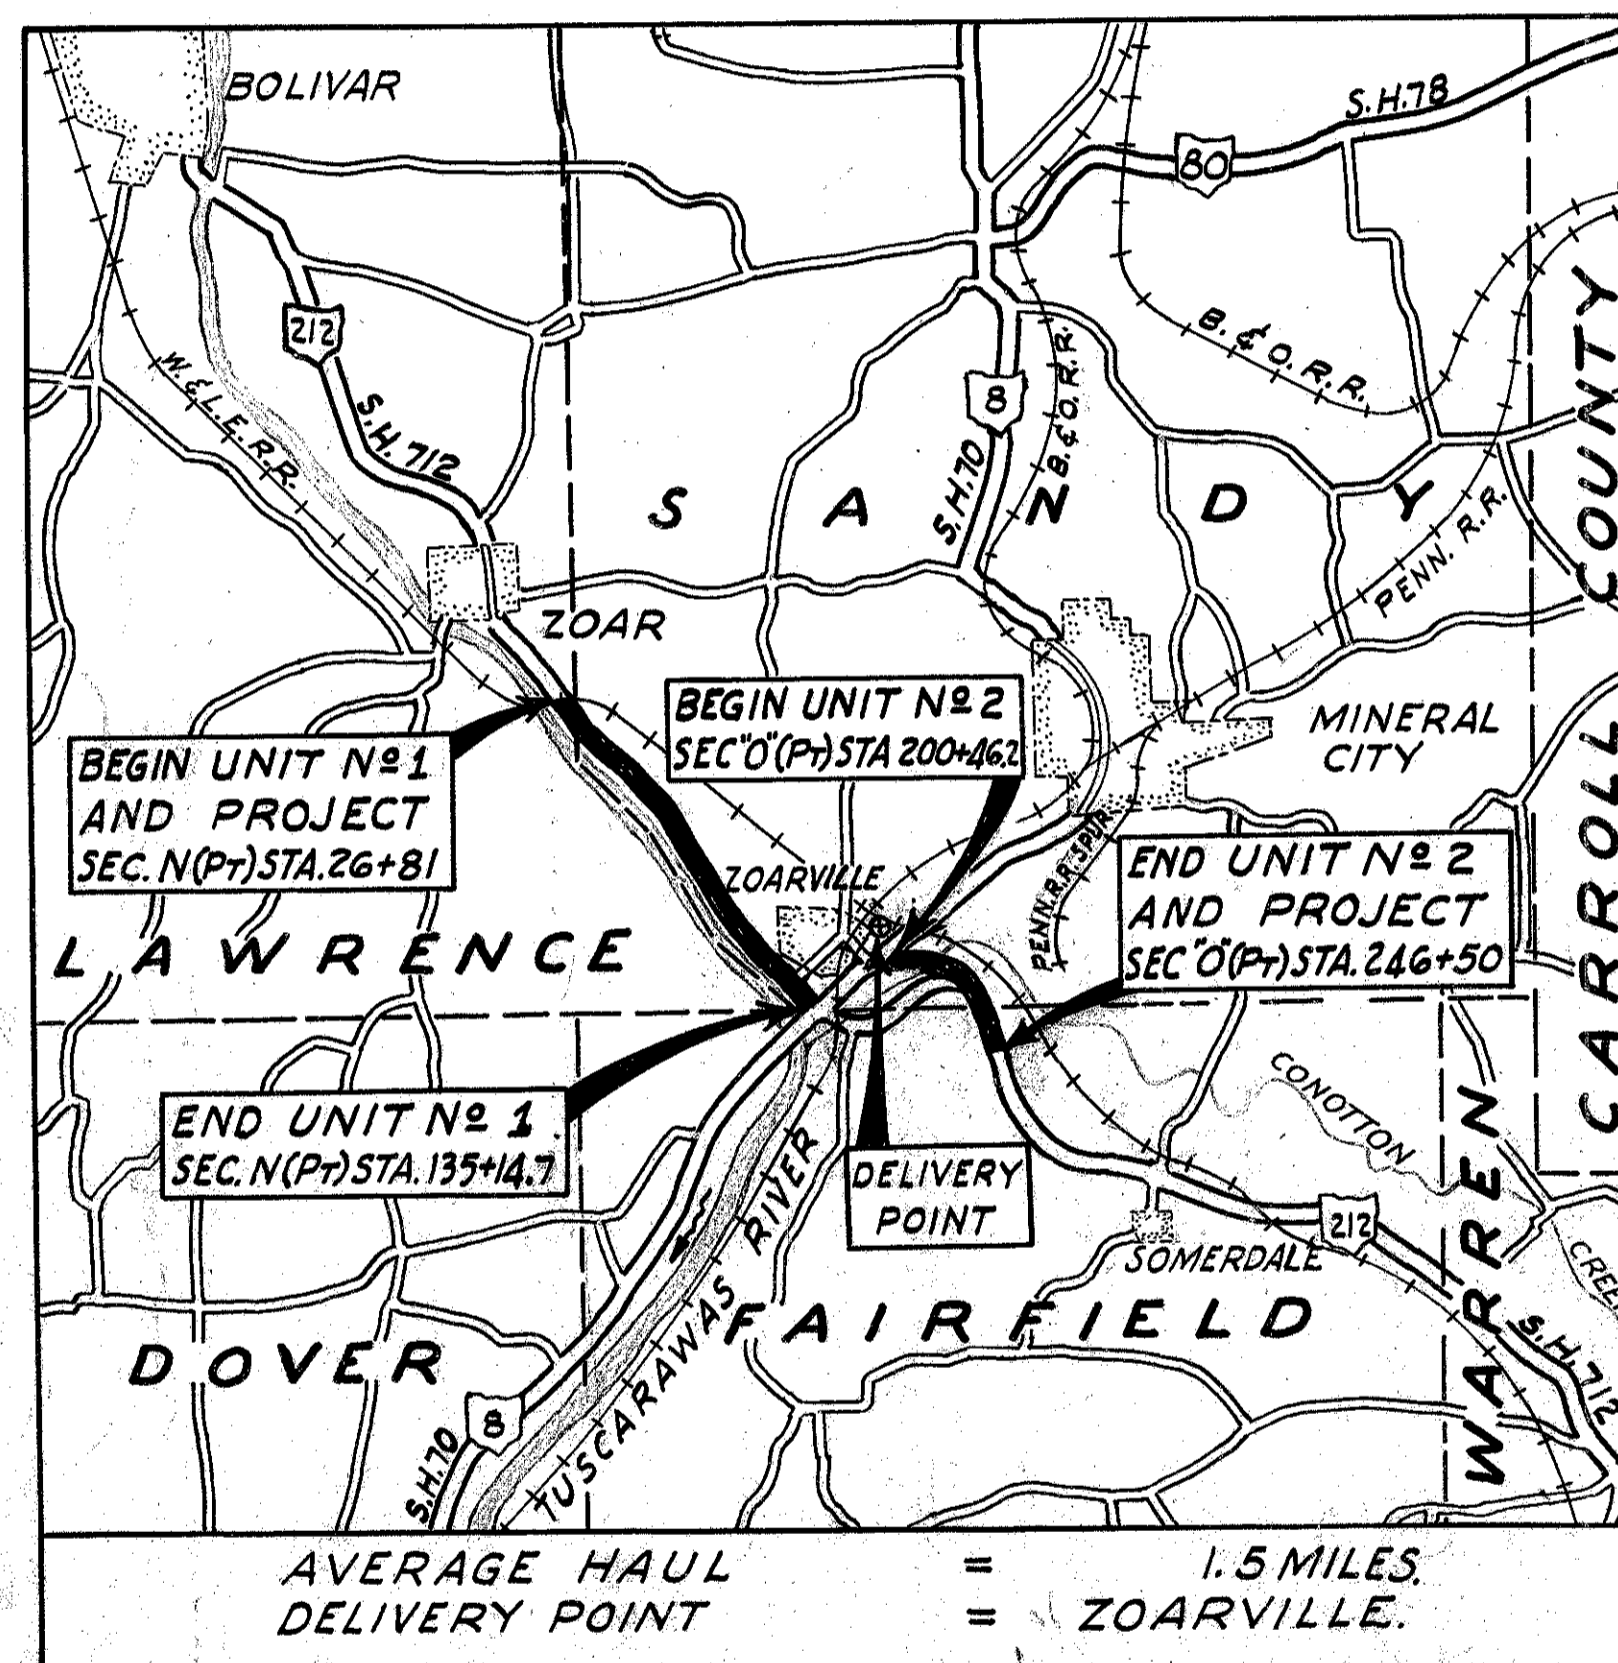 BOLIVAR
S.H.78
80
212
W. & L.E. R.R.
S.H. 712
B. & O. R.R.
B. & O. R.R.
8
S.H.70
S A N D Y
PENN. R.R.
COUNTY
CARROLL
ZOAR
BEGIN UNIT Nº 1
AND PROJECT
SEC. N(PT) STA. 26+81
BEGIN UNIT Nº 2
SEC "O" (PT) STA 200+46.2
MINERAL
CITY
ZOARVILLE
PENN. R.R. SPUR
END UNIT Nº 2
AND PROJECT
SEC "O" (PT) STA. 246+50
LAWRENCE
END UNIT Nº 1
SEC. N(PT) STA. 135+14.7
DELIVERY
POINT
CONOTTON
CREEK
WARREN
212
SOMERDALE
TUSCARAWAS RIVER
FAIRFIELD
DOVER
8
S.H.70
S.H. 712
AVERAGE HAUL = 1.5 MILES.
DELIVERY POINT = ZOARVILLE.